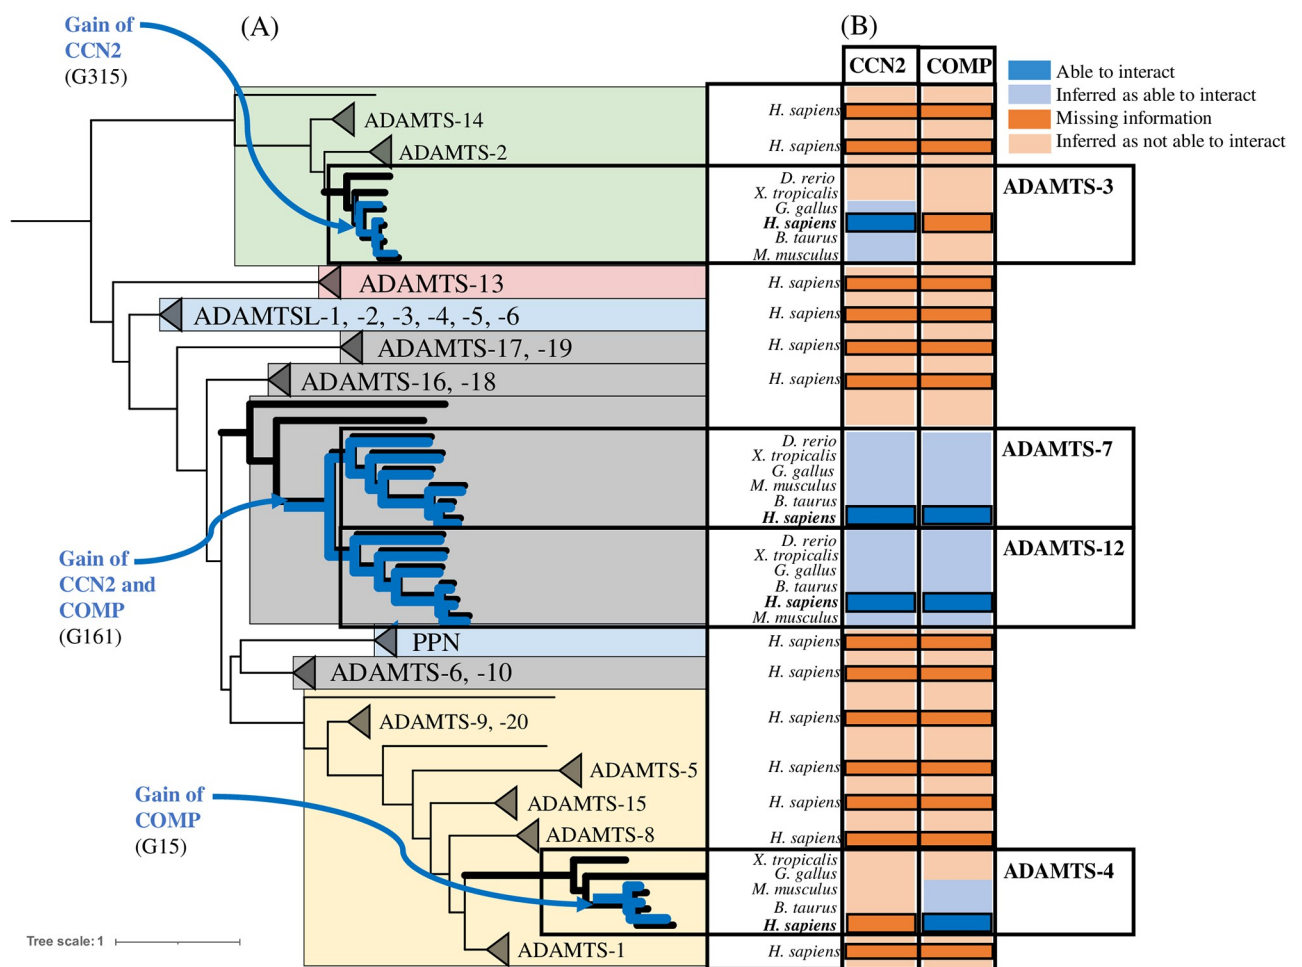 (A)
(B)
Gain of
CCN2
(G315)
CCN2
COMP
Able to interact
Inferred as able to interact
Missing information
Inferred as not able to interact
ADAMTS-14
H. sapiens
ADAMTS-2
H. sapiens
D. rerio
X. tropicalis
G. gallus
H. sapiens
B. taurus
M. musculus
ADAMTS-3
ADAMTS-13
H. sapiens
ADAMTSL-1, -2, -3, -4, -5, -6
H. sapiens
ADAMTS-17, -19
H. sapiens
ADAMTS-16, -18
H. sapiens
D. rerio
X. tropicalis
G. gallus
M. musculus
B. taurus
H. sapiens
ADAMTS-7
Gain of
CCN2 and
COMP
(G161)
D. rerio
X. tropicalis
G. gallus
B. taurus
H. sapiens
M. musculus
ADAMTS-12
PPN
H. sapiens
ADAMTS-6, -10
H. sapiens
ADAMTS-9, -20
H. sapiens
ADAMTS-5
H. sapiens
ADAMTS-15
H. sapiens
ADAMTS-8
H. sapiens
Gain of
COMP
(G15)
X. tropicalis
G. gallus
M. musculus
B. taurus
H. sapiens
ADAMTS-4
ADAMTS-1
H. sapiens
Tree scale: 1